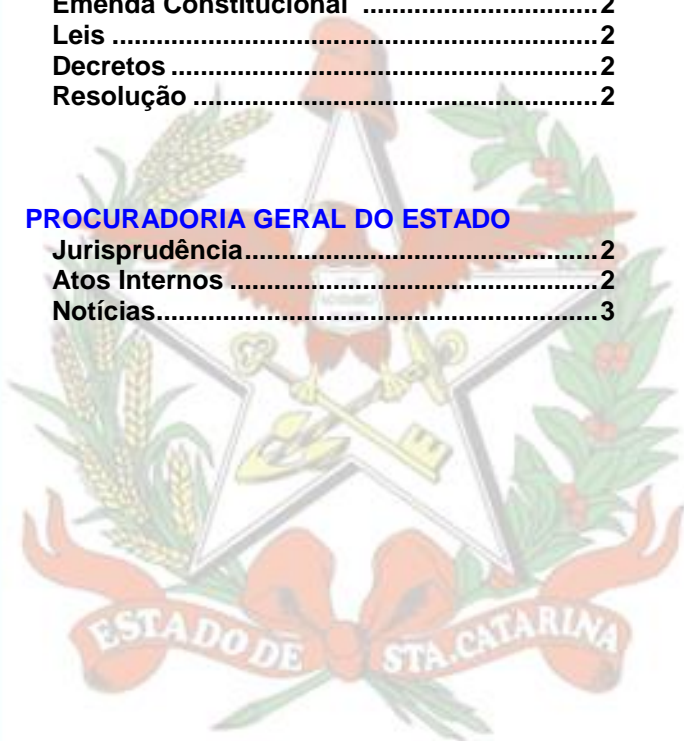 Emenda Constitucional ................................2
Leis ..................................................................2
Decretos ..........................................................2
Resolução .......................................................2
PROCURADORIA GERAL DO ESTADO
Jurisprudência................................................2
Atos Internos ..................................................2
Notícias............................................................3
ESTADO DE STA.CATARINA